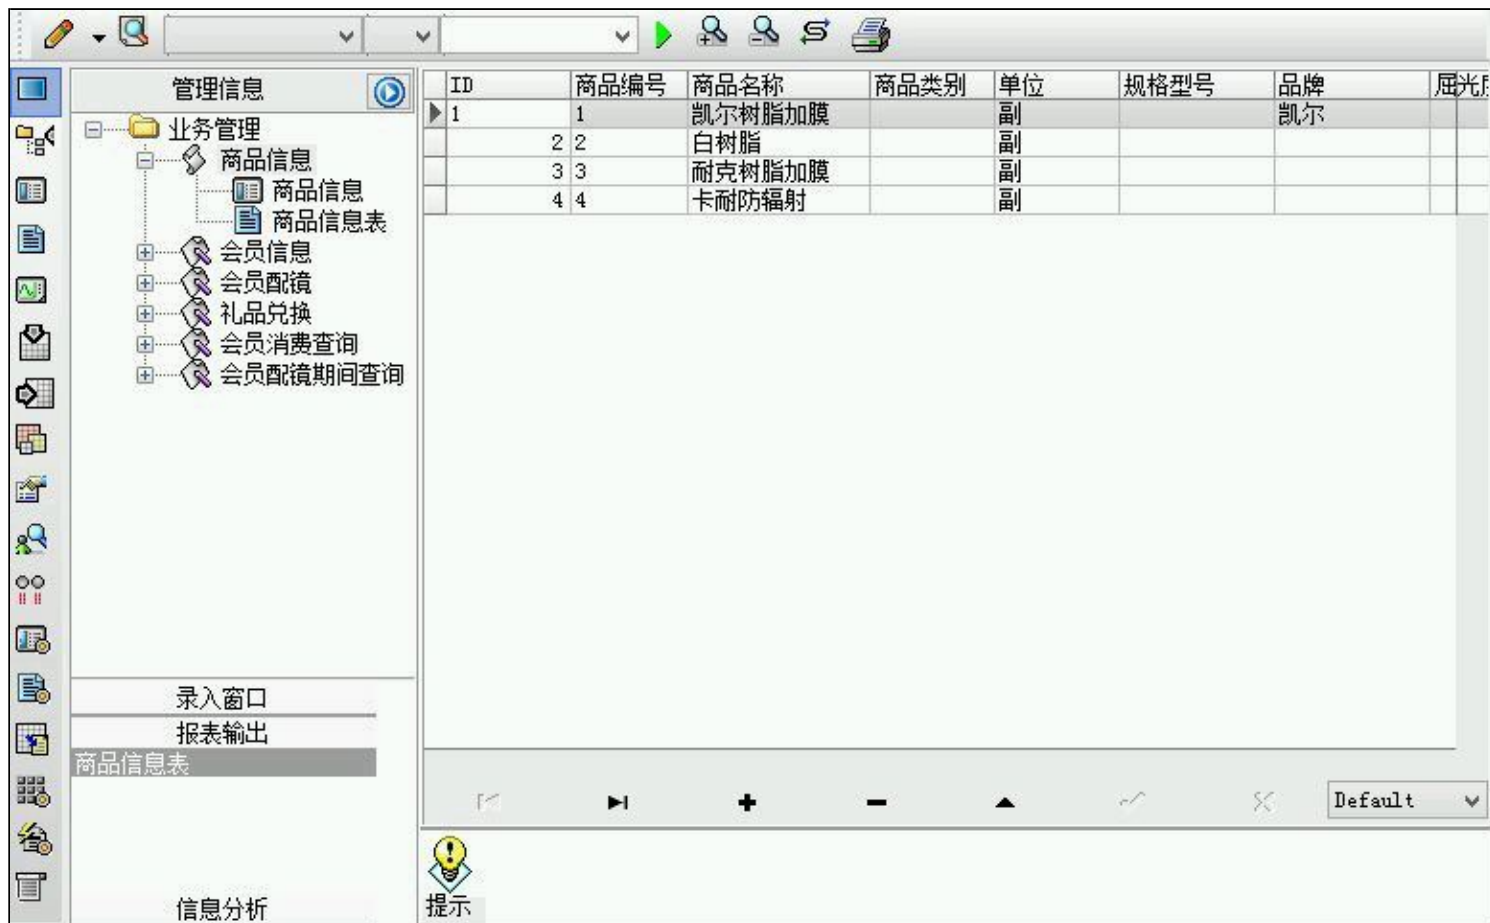 管理信息
业务管理
商品信息
商品信息
商品信息表
会员信息
会员配镜
礼品兑换
会员消费查询
会员配镜期间查询
录入窗口
报表输出
商品信息表
信息分析
ID 商品编号 商品名称 商品类别 单位 规格型号 品牌 屈光
1 1 凯尔树脂加膜 副 凯尔
2 2 白树脂 副
3 3 耐克树脂加膜 副
4 4 卡耐防辐射 副
Default
提示